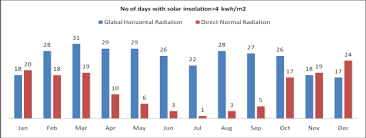 No of days with solar insolation>4 kwh/m2
Global Horizontal Radiation Direct Normal Radiation
18 20 28 18 31 19 29 10 29 6 26 3 22 1 28 3 27 5 26 17 18 19 17 24
Jan Feb Mar Apr May Jun Jul Aug Sep Oct Nov Dec